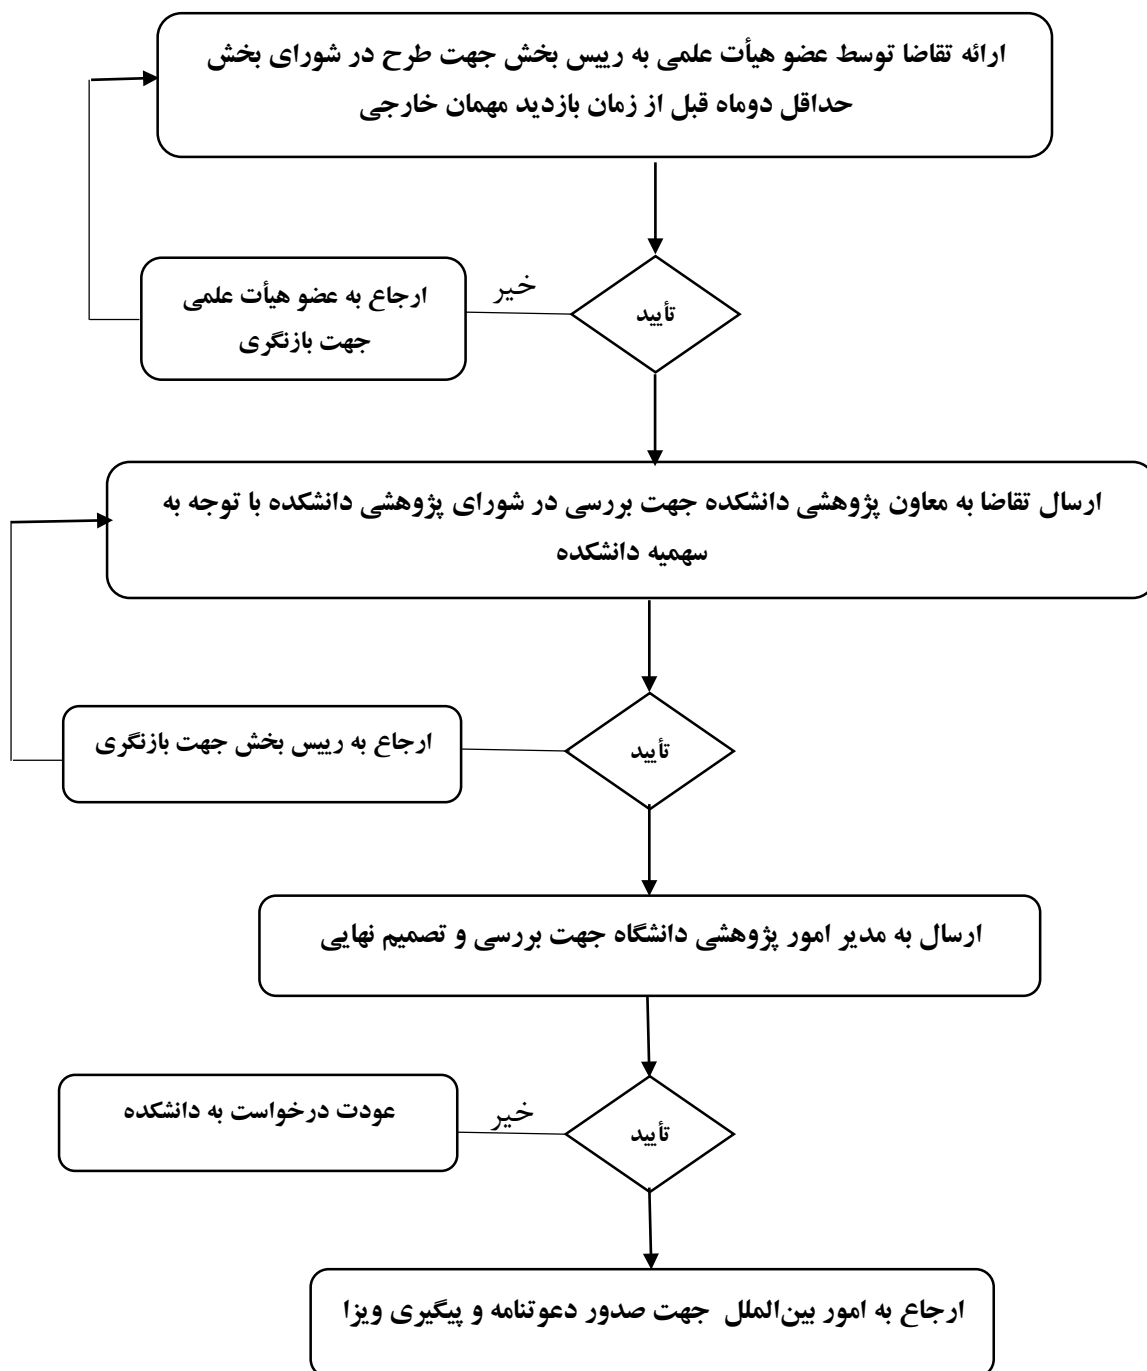 ارائه تقاضا توسط عضو هیأت علمی به رییس بخش جهت طرح در شورای بخش
حداقل دوماه قبل از زمان بازدید مهمان خارجی
تأیید
خیر
ارجاع به عضو هیأت علمی
جهت بازنگری
ارسال تقاضا به معاون پژوهشی دانشکده جهت بررسی در شورای پژوهشی دانشکده با توجه به
سهمیه دانشکده
تأیید
ارجاع به رییس بخش جهت بازنگری
ارسال به مدیر امور پژوهشی دانشگاه جهت بررسی و تصمیم نهایی
تأیید
خیر
عودت درخواست به دانشکده
ارجاع به امور بین‌الملل جهت صدور دعوتنامه و پیگیری ویزا